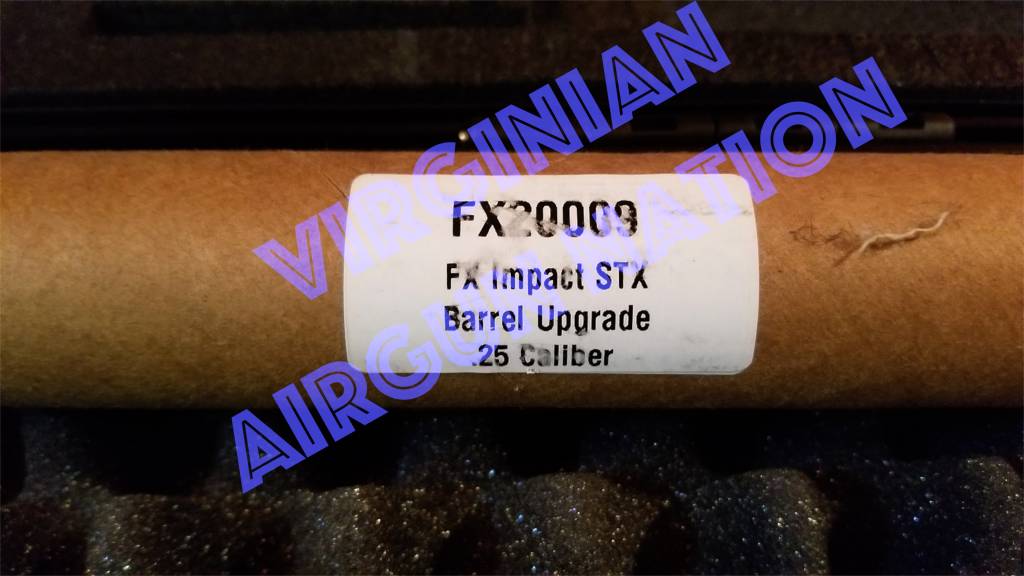 VIRGINIAN
AIRGUN NATION
FX20009
FX Impact STX
Barrel Upgrade
.25 Caliber